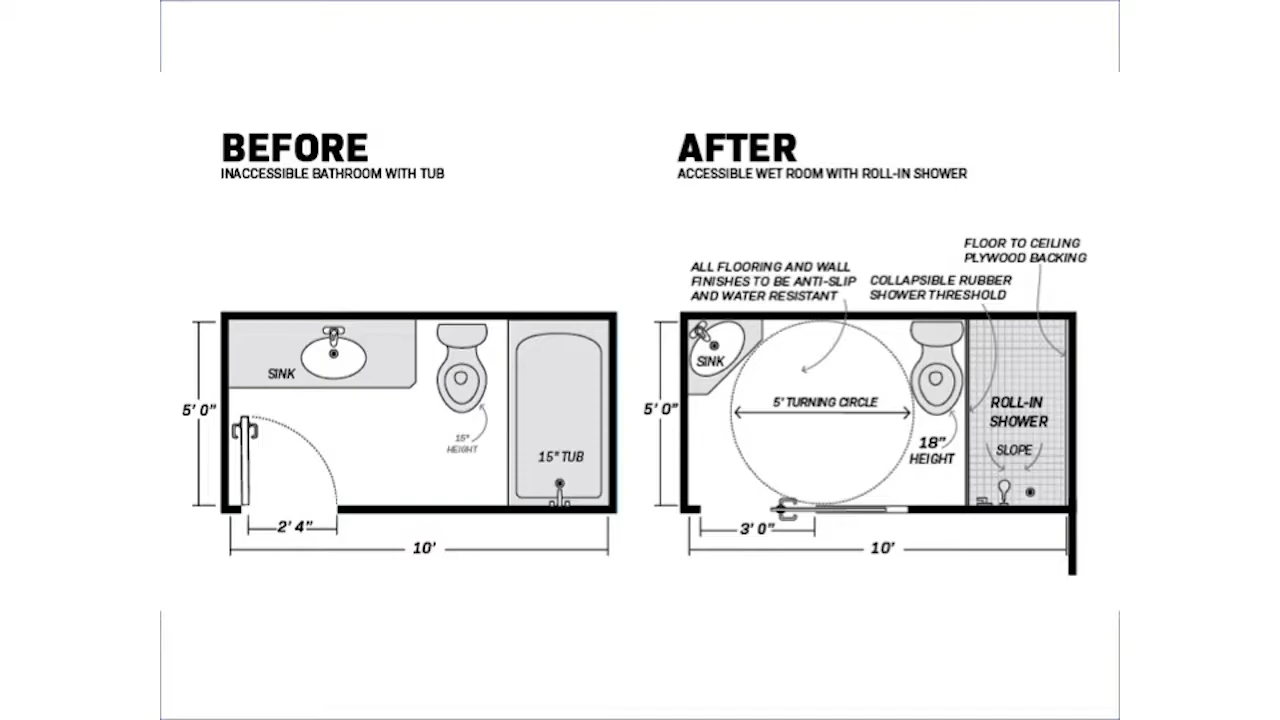 BEFORE
INACCESSIBLE BATHROOM WITH TUB
SINK
5' 0"
15"
HEIGHT
15" TUB
2' 4"
10'
AFTER
ACCESSIBLE WET ROOM WITH ROLL-IN SHOWER
FLOOR TO CEILING
PLYWOOD BACKING
ALL FLOORING AND WALL
FINISHES TO BE ANTI-SLIP
AND WATER RESISTANT
COLLAPSIBLE RUBBER
SHOWER THRESHOLD
SINK
5' 0"
5' TURNING CIRCLE
ROLL-IN
SHOWER
18"
HEIGHT
SLOPE
3' 0"
10'